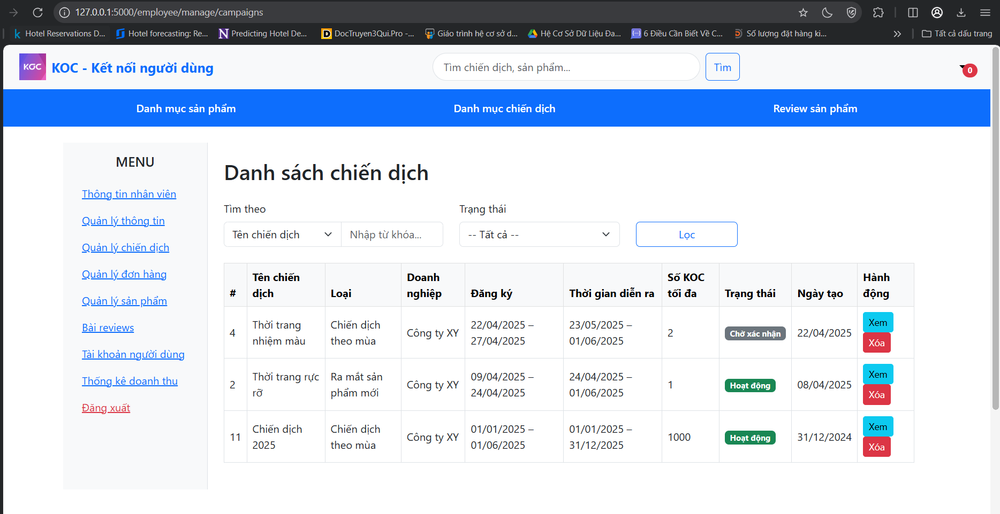 127.0.0.1:5000/employee/manage/campaigns
Hotel Reservations D... Hotel forecasting: Re... Predicting Hotel De... DocTruyen3Qui.Pro -... Giáo trình hệ cơ sở d... Hệ Cơ Sở Dữ Liệu Đa... 6 Điều Cần Biết Về C... Số lượng đặt hàng ki... Tất cả dấu trang
KOC KOC - Kết nối người dùng Tìm chiến dịch, sản phẩm... Tìm 0
Danh mục sản phẩm Danh mục chiến dịch Review sản phẩm
MENU
Thông tin nhân viên
Quản lý thông tin
Quản lý chiến dịch
Quản lý đơn hàng
Quản lý sản phẩm
Bài reviews
Tài khoản người dùng
Thống kê doanh thu
Đăng xuất
Danh sách chiến dịch
Tìm theo Trạng thái
Tên chiến dịch Nhập từ khóa... -- Tất cả -- Lọc
# Tên chiến dịch Loại Doanh nghiệp Đăng ký Thời gian diễn ra Số KOC tối đa Trạng thái Ngày tạo Hành động
4 Thời trang nhiệm màu Chiến dịch theo mùa Công ty XY 22/04/2025 – 27/04/2025 23/05/2025 – 01/06/2025 2 Chờ xác nhận 22/04/2025 Xem Xóa
2 Thời trang rực rỡ Ra mắt sản phẩm mới Công ty XY 09/04/2025 – 24/04/2025 24/04/2025 – 01/06/2025 1 Hoạt động 08/04/2025 Xem Xóa
11 Chiến dịch 2025 Chiến dịch theo mùa Công ty XY 01/01/2025 – 01/06/2025 01/01/2025 – 31/12/2025 1000 Hoạt động 31/12/2024 Xem Xóa